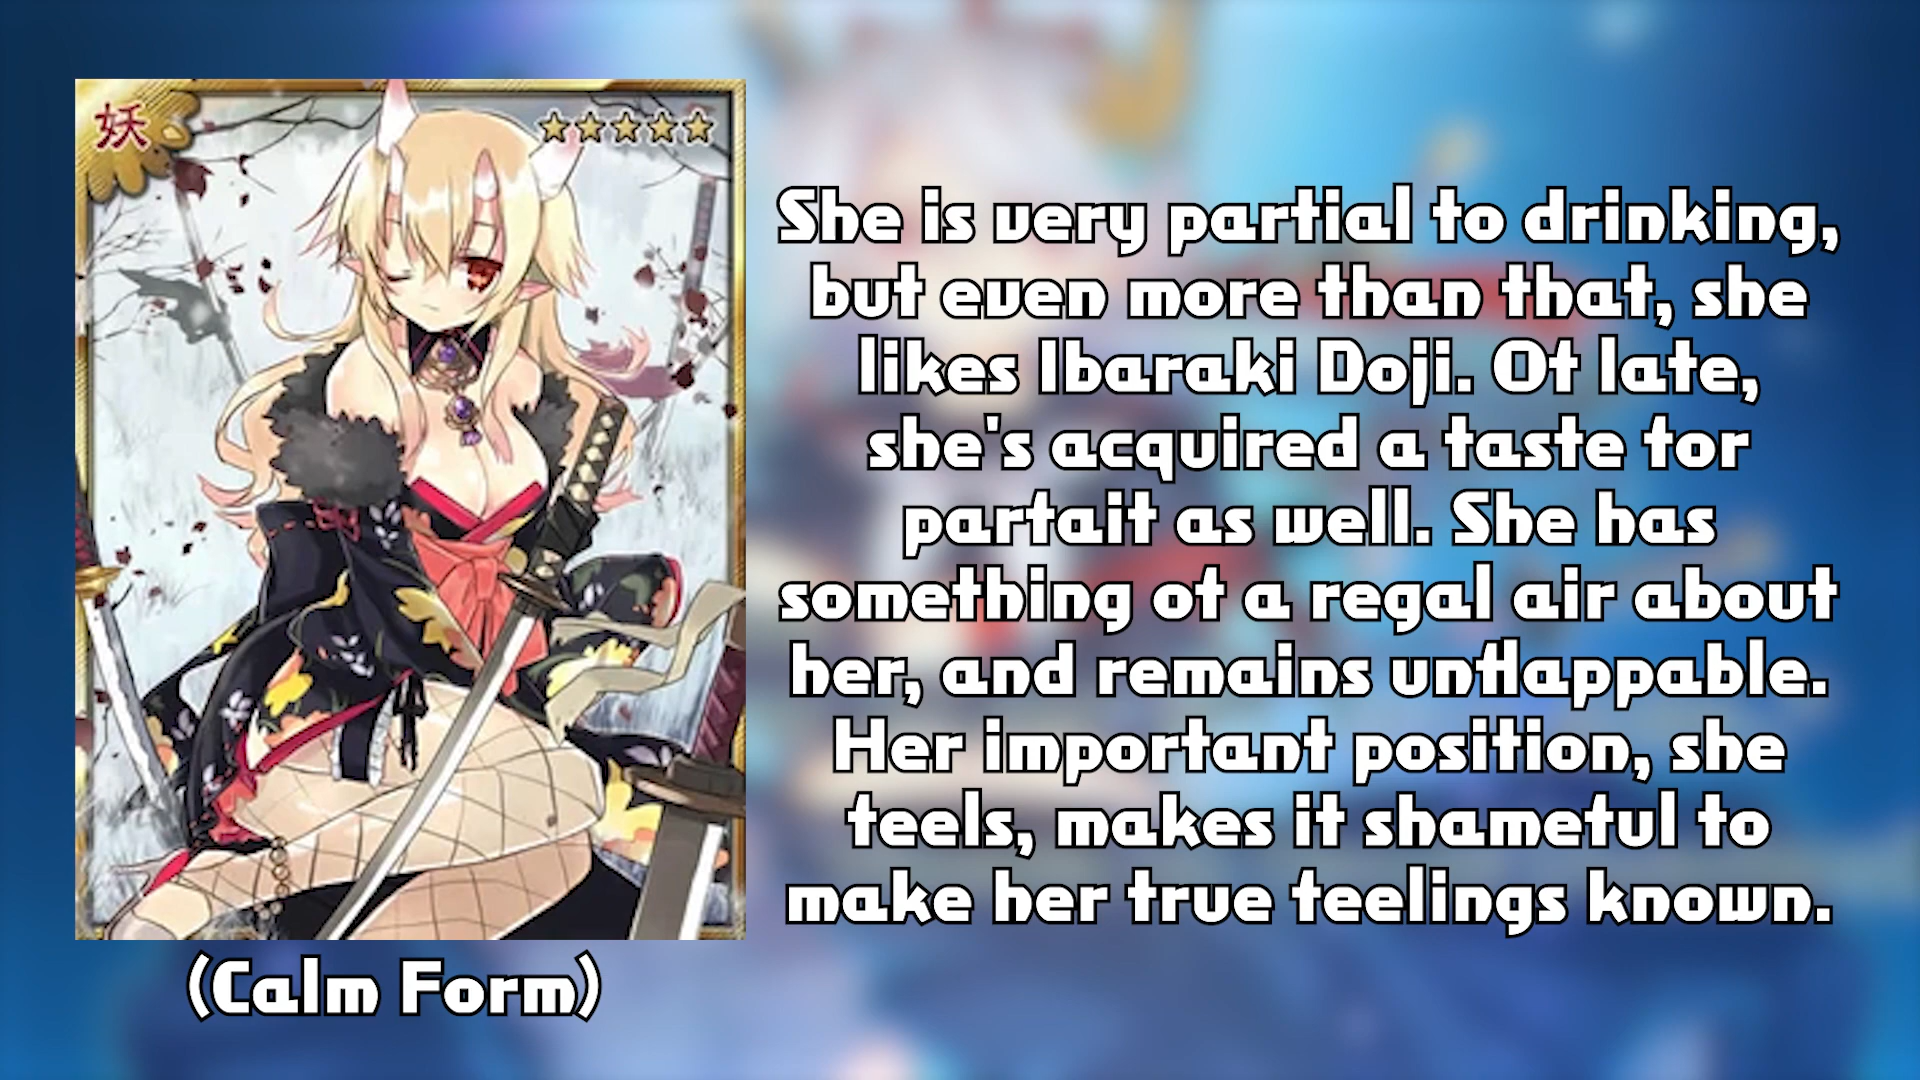 妖
She is very partial to drinking,
but even more than that, she
likes Ibaraki Doji. Of late,
she's acquired a taste for
parfait as well. She has
something of a regal air about
her, and remains unflappable.
Her important position, she
feels, makes it shameful to
make her true feelings known.
(Calm Form)